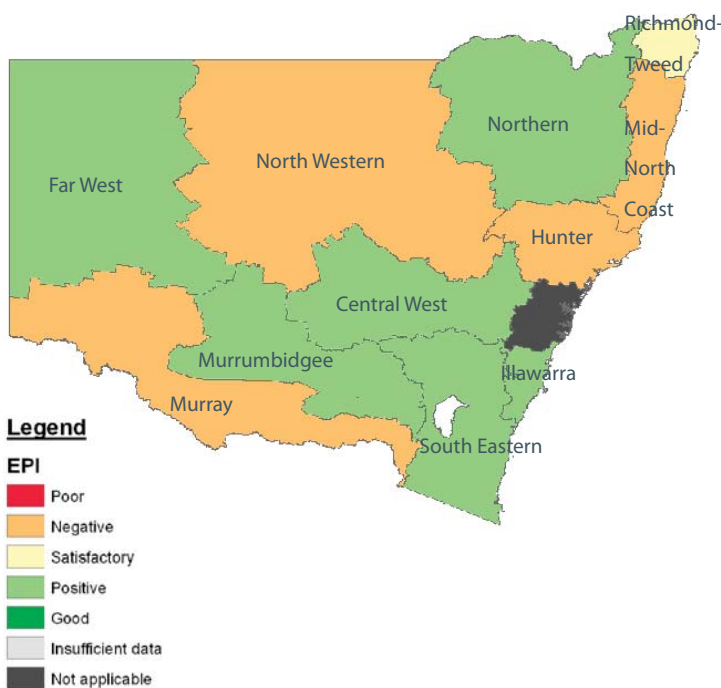 Richmond-
Tweed
Northern
Mid-
North
Coast
North Western
Far West
Hunter
Central West
Murrumbidgee
Illawarra
Murray
South Eastern
Legend
EPI
Poor
Negative
Satisfactory
Positive
Good
Insufficient data
Not applicable